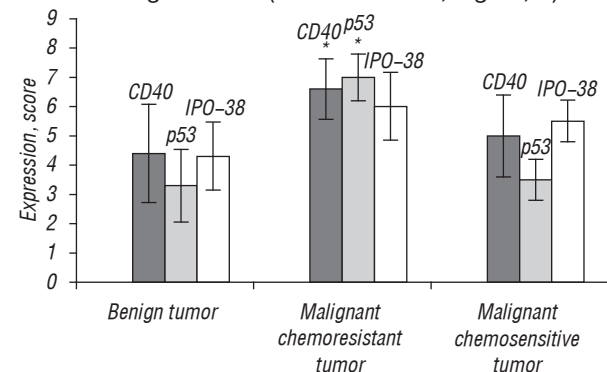 Expression, score
9
8
7
6
5
4
3
2
1
0
CD40
p53
IPO–38
CD40
*
p53
*
IPO–38
CD40
p53
IPO–38
Benign tumor
Malignant
chemoresistant
tumor
Malignant
chemosensitive
tumor